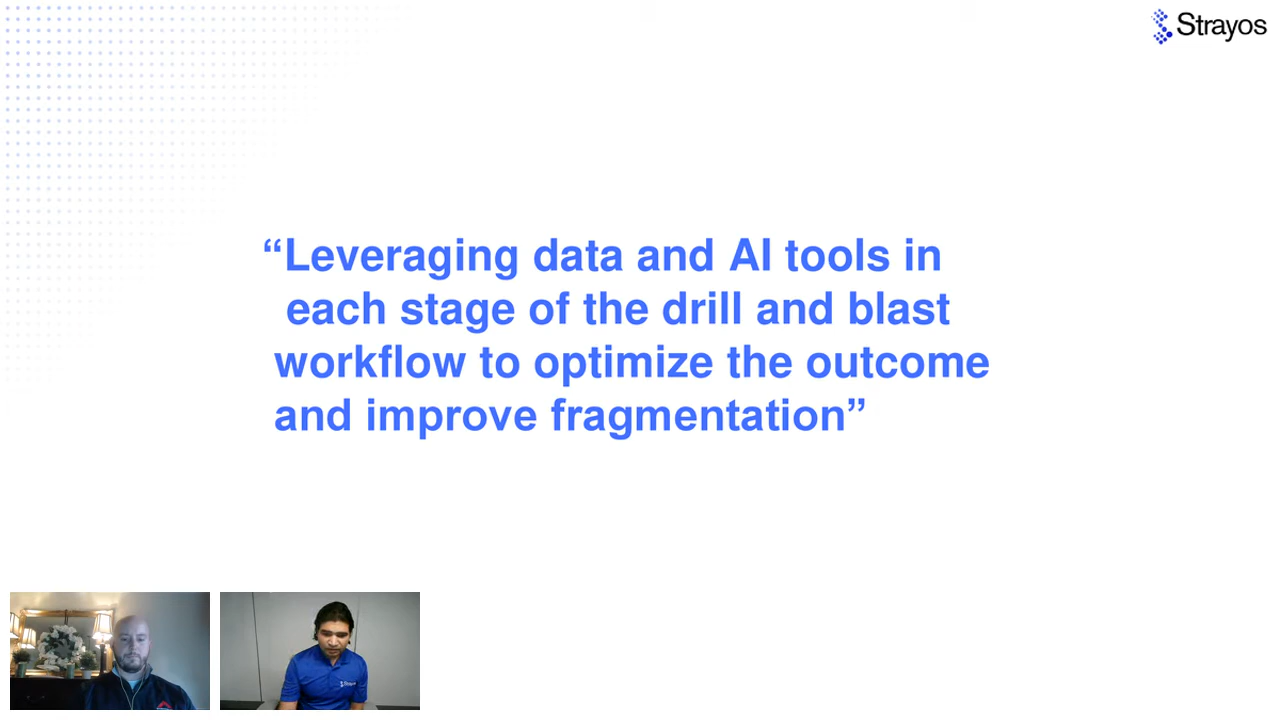 Strayos
“Leveraging data and AI tools in
each stage of the drill and blast
workflow to optimize the outcome
and improve fragmentation”
Strayos